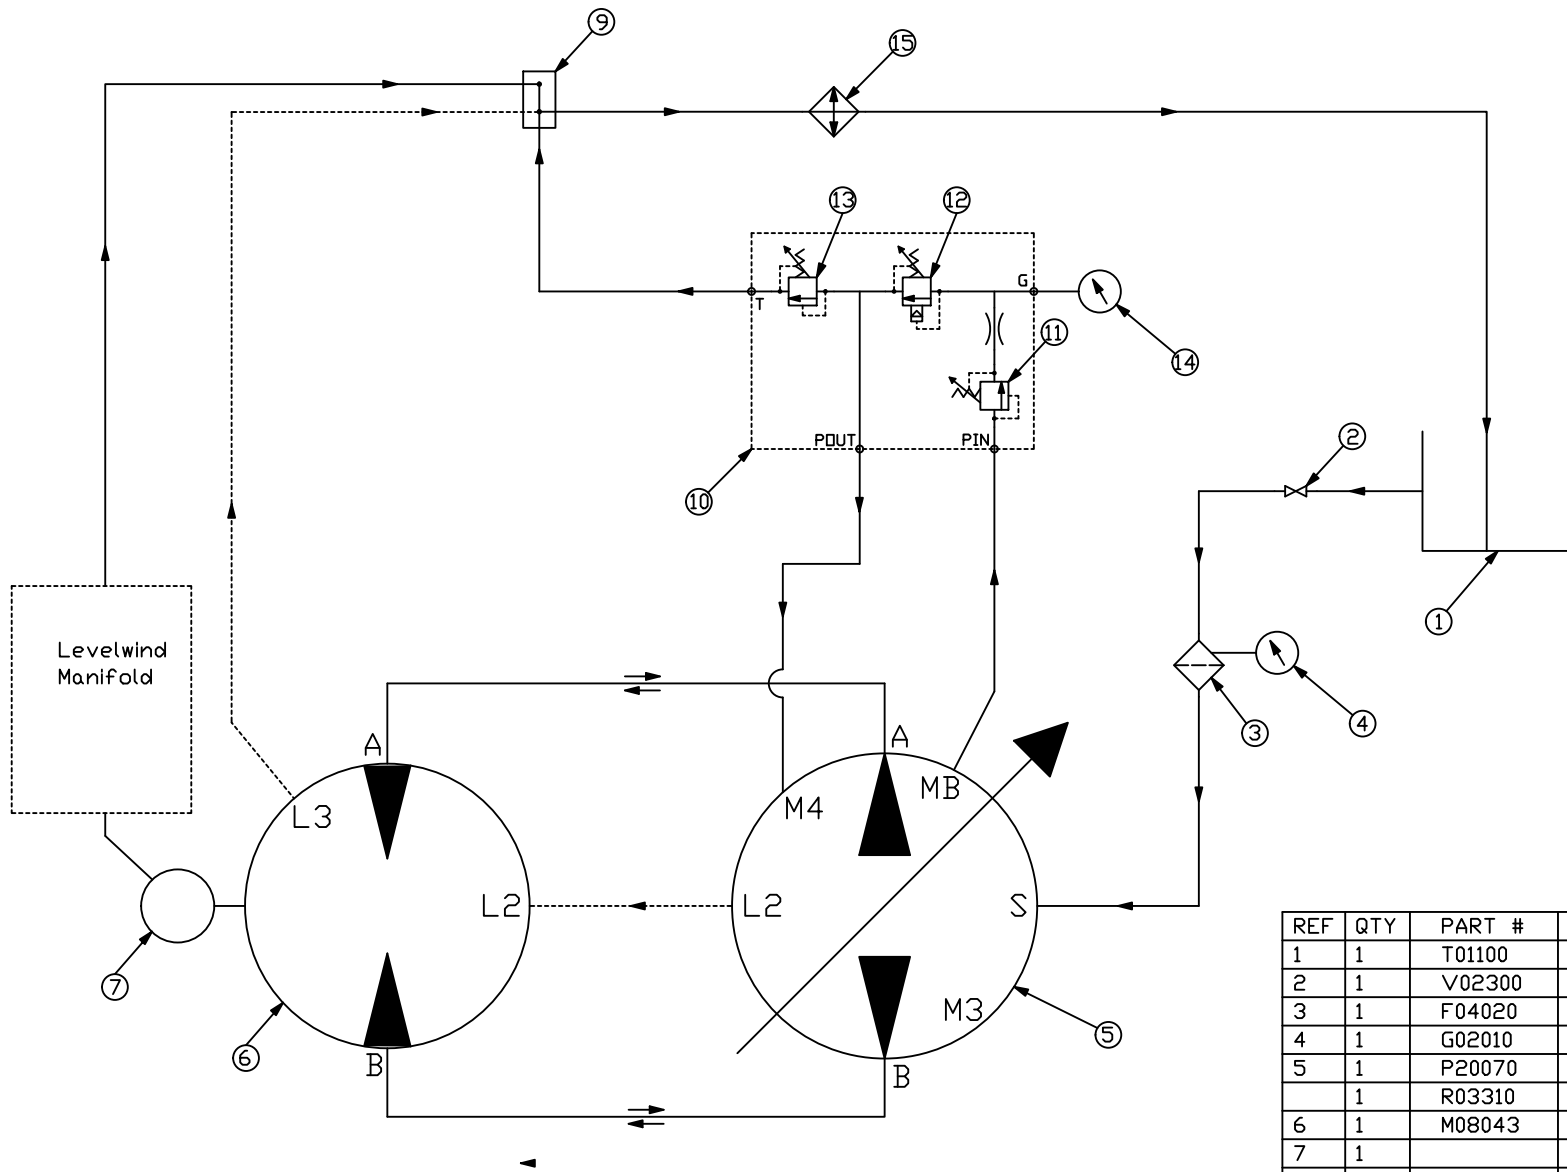 9
15
13
12
G
T
11
14
POUT
PIN
10
2
1
Levelwind
Manifold
3
4
A
A
MB
L3
M4
L2
L2
S
7
M3
6
5
B
B
REF QTY PART #
1 1 T01100
2 1 V02300
3 1 F04020
4 1 G02010
5 1 P20070
1 R03310
6 1 M08043
7 1